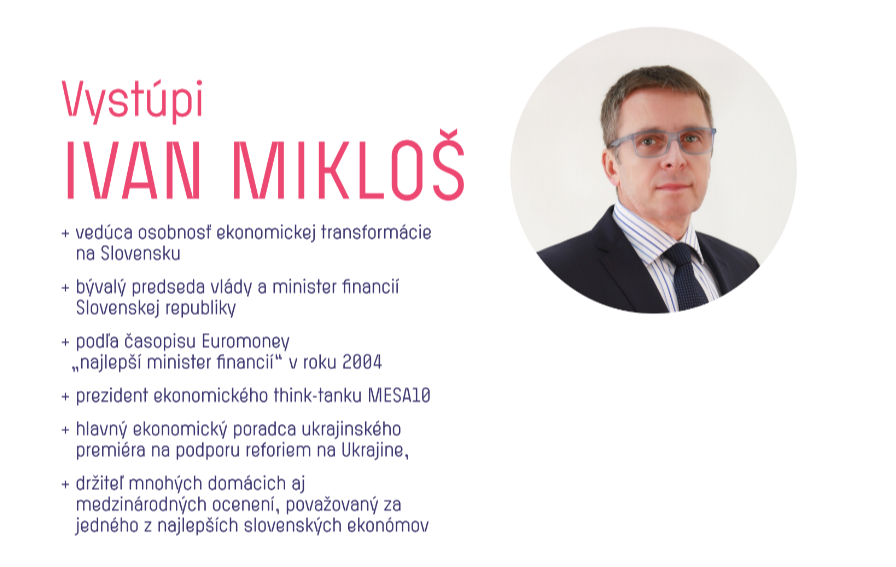 Vystúpi
IVAN MIKLOŠ
+ vedúca osobnosť ekonomickej transformácie
na Slovensku
+ bývalý predseda vlády a minister financií
Slovenskej republiky
+ podľa časopisu Euromoney
„najlepší minister financií“ v roku 2004
+ prezident ekonomického think-tanku MESA10
+ hlavný ekonomický poradca ukrajinského
premiéra na podporu reforiem na Ukrajine,
+ držiteľ mnohých domácich aj
medzinárodných ocenení, považovaný za
jedného z najlepších slovenských ekonómov